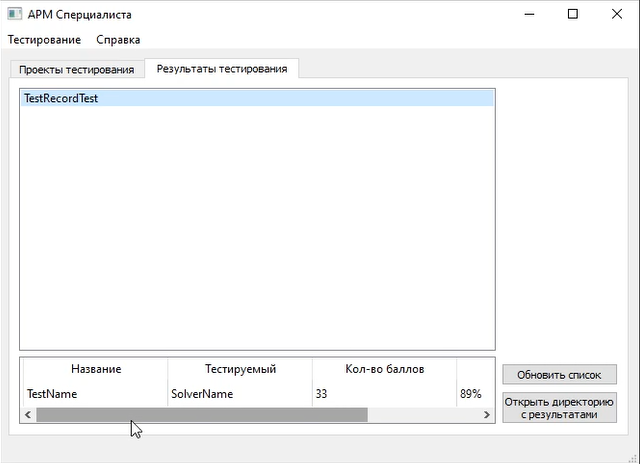 АРМ Сперциалиста
Тестирование Справка
Проекты тестирования Результаты тестирования
TestRecordTest
Название Тестируемый Кол-во баллов
TestName SolverName 33 89%
Обновить список
Открыть директорию
с результатами